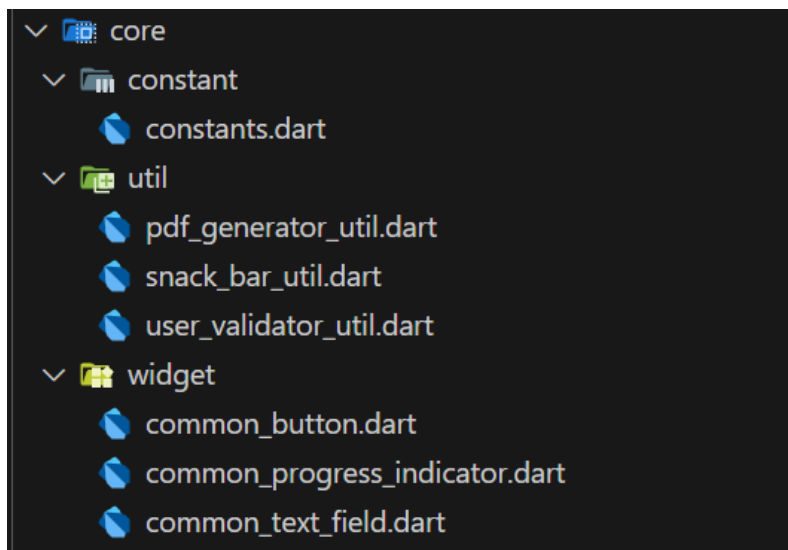 core
constant
constants.dart
util
pdf_generator_util.dart
snack_bar_util.dart
user_validator_util.dart
widget
common_button.dart
common_progress_indicator.dart
common_text_field.dart